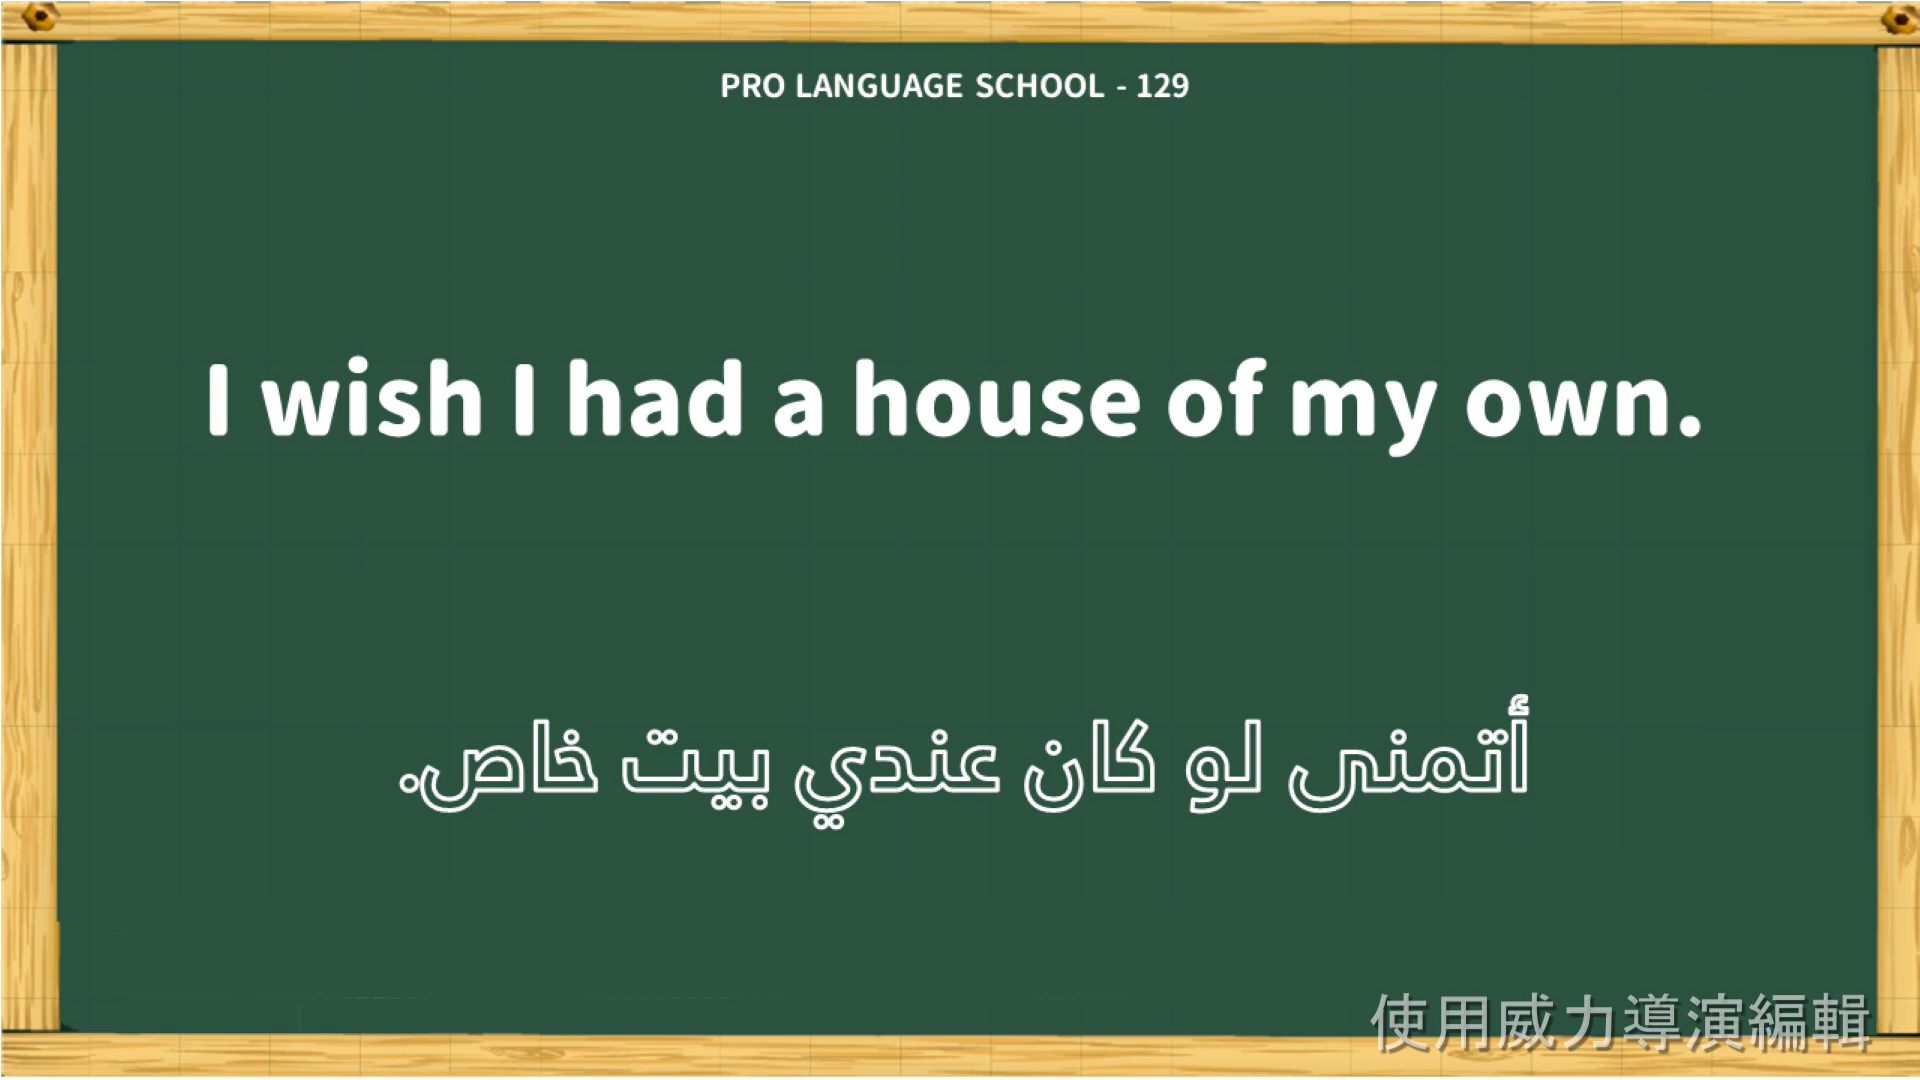 PRO LANGUAGE SCHOOL - 129
I wish I had a house of my own.
أتمنى لو كان عندي بيت خاص.
使用威力導演編輯